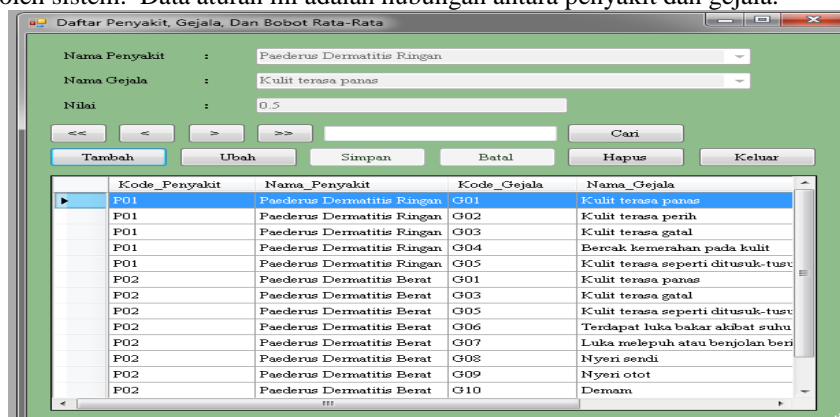 oleh sistem. Data aturan ini adalah hubungan antara penyakit dan gejala.
Daftar Penyakit, Gejala, Dan Bobot Rata-Rata
Nama Penyakit : Paederus Dermatitis Ringan
Nama Gejala : Kulit terasa panas
Nilai : 0.5
<< < > >> Cari
Tambah Ubah Simpan Batal Hapus Keluar
Kode_Penyakit Nama_Penyakit Kode_Gejala Nama_Gejala
P01 Paederus Dermatitis Ringan G01 Kulit terasa panas
P01 Paederus Dermatitis Ringan G02 Kulit terasa perih
P01 Paederus Dermatitis Ringan G03 Kulit terasa gatal
P01 Paederus Dermatitis Ringan G04 Bercak kemerahan pada kulit
P01 Paederus Dermatitis Ringan G05 Kulit terasa seperti ditusuk-tusu
P02 Paederus Dermatitis Berat G01 Kulit terasa panas
P02 Paederus Dermatitis Berat G03 Kulit terasa gatal
P02 Paederus Dermatitis Berat G05 Kulit terasa seperti ditusuk-tusu
P02 Paederus Dermatitis Berat G06 Terdapat luka bakar akibat suhu
P02 Paederus Dermatitis Berat G07 Luka melepuh atau benjolan beri
P02 Paederus Dermatitis Berat G08 Nyeri sendi
P02 Paederus Dermatitis Berat G09 Nyeri otot
P02 Paederus Dermatitis Berat G10 Demam